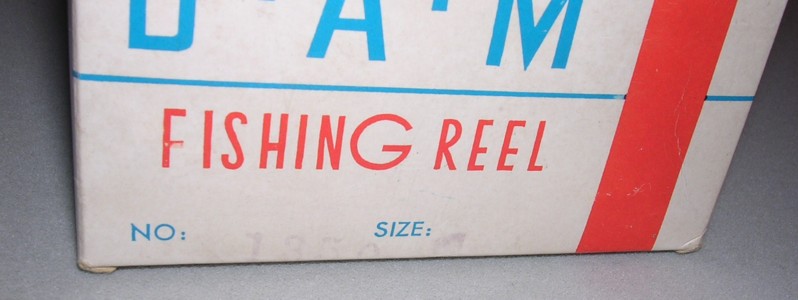 D·A·M
FISHING REEL
NO: SIZE: